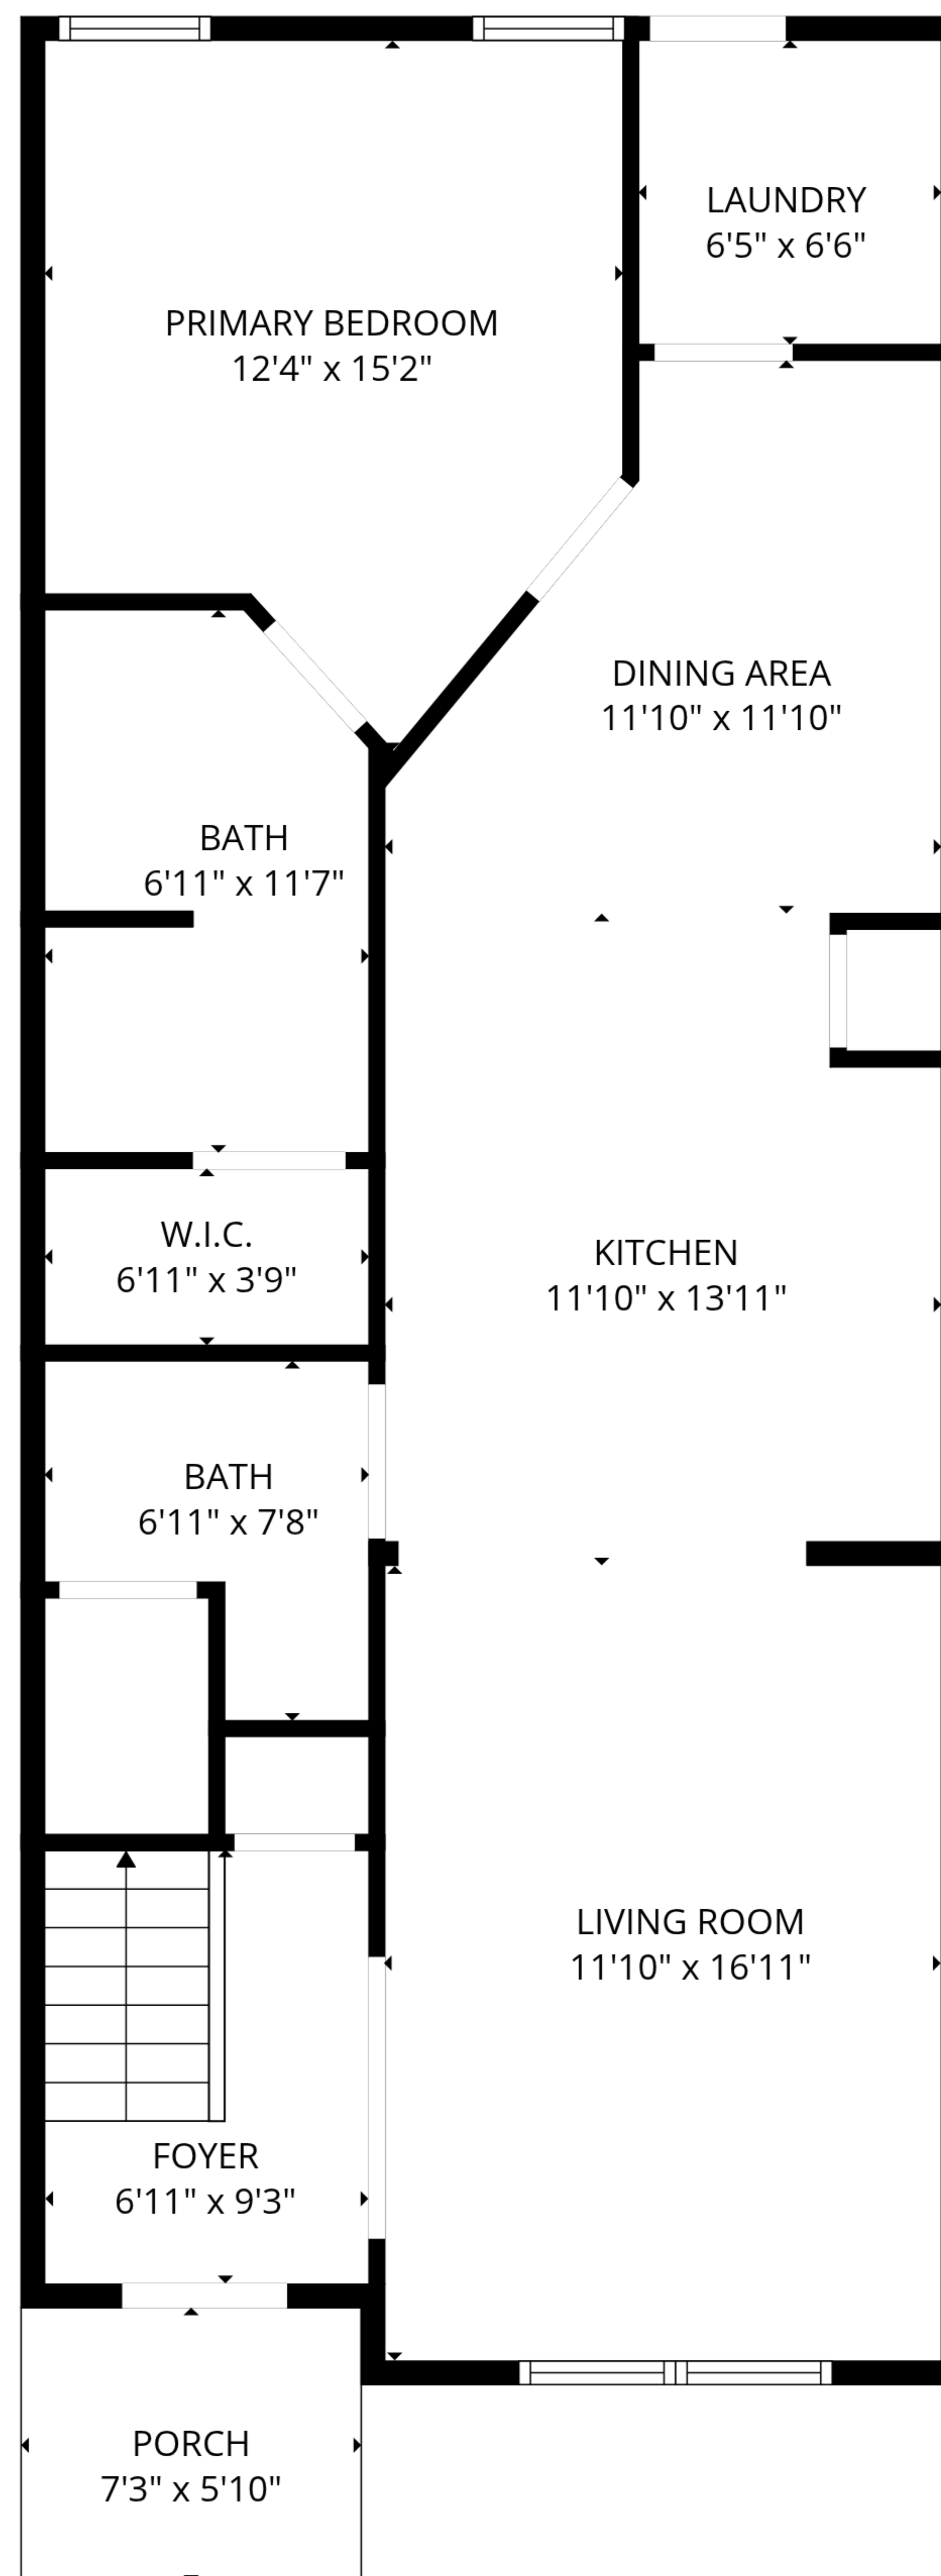 LAUNDRY
6'5" x 6'6"
PRIMARY BEDROOM
12'4" x 15'2"
DINING AREA
11'10" x 11'10"
BATH
6'11" x 11'7"
W.I.C.
6'11" x 3'9"
KITCHEN
11'10" x 13'11"
BATH
6'11" x 7'8"
LIVING ROOM
11'10" x 16'11"
FOYER
6'11" x 9'3"
PORCH
7'3" x 5'10"